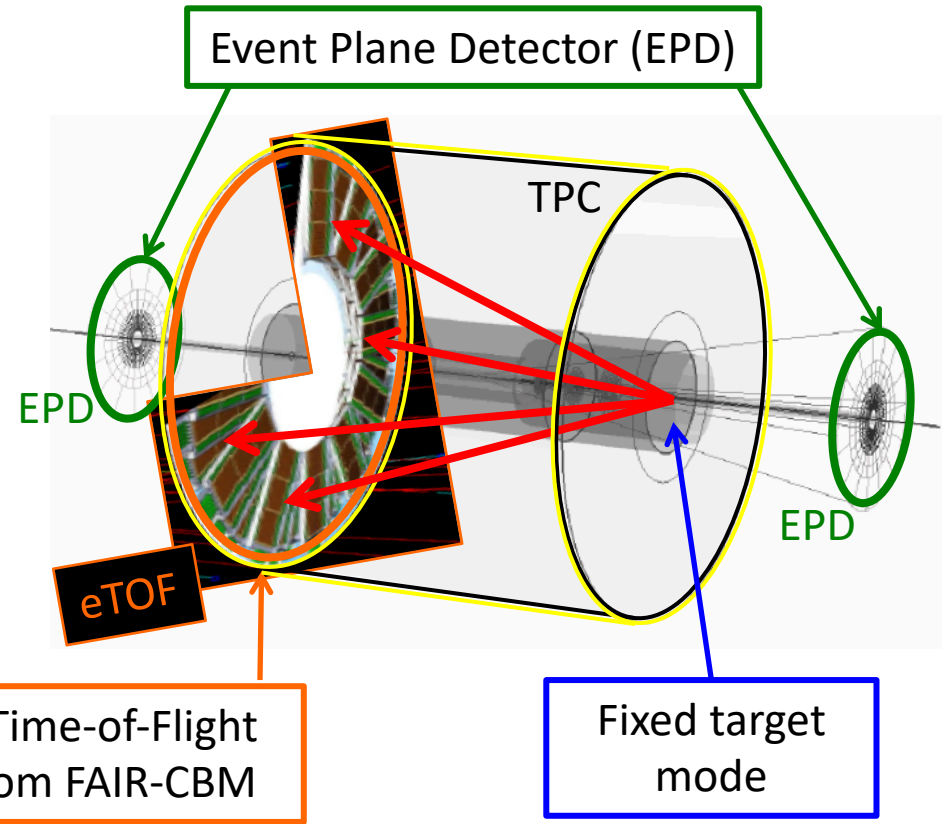 Event Plane Detector (EPD)
TPC
EPD
EPD
eTOF
Time-of-Flight
om FAIR-CBM
Fixed target
mode